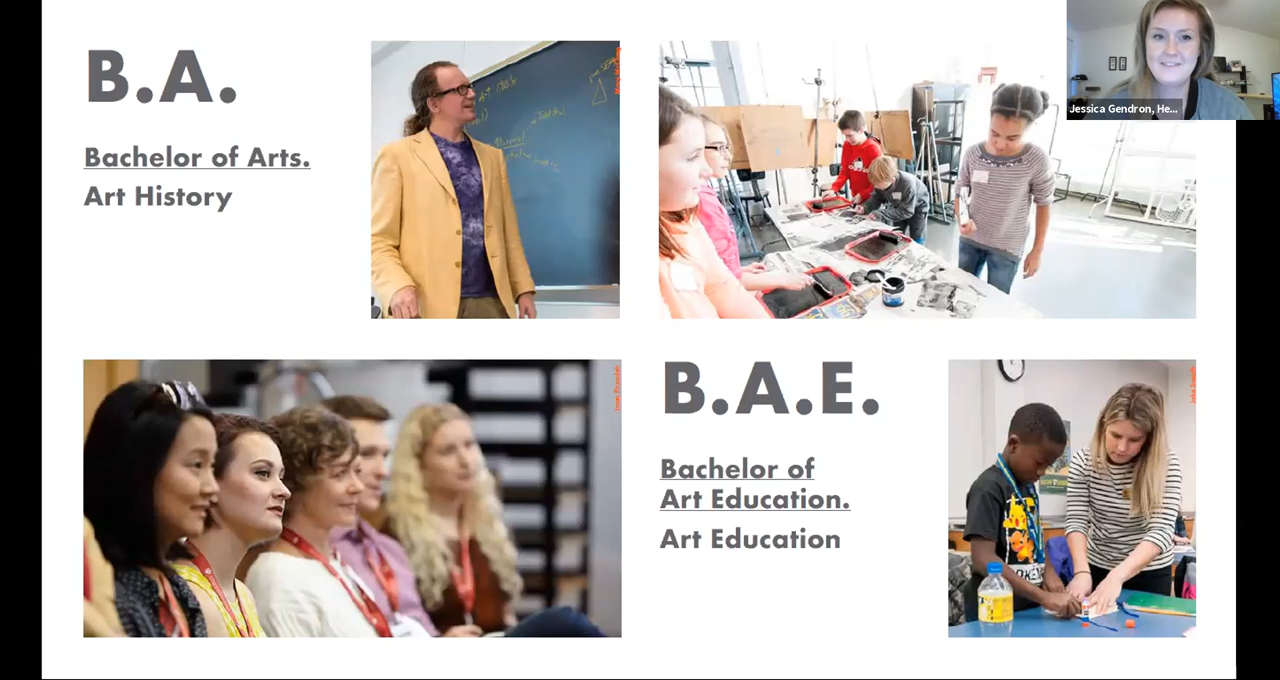 B.A.
Bachelor of Arts.
Art History
Jessica Gendron, He...
B.A.E.
Bachelor of
Art Education.
Art Education